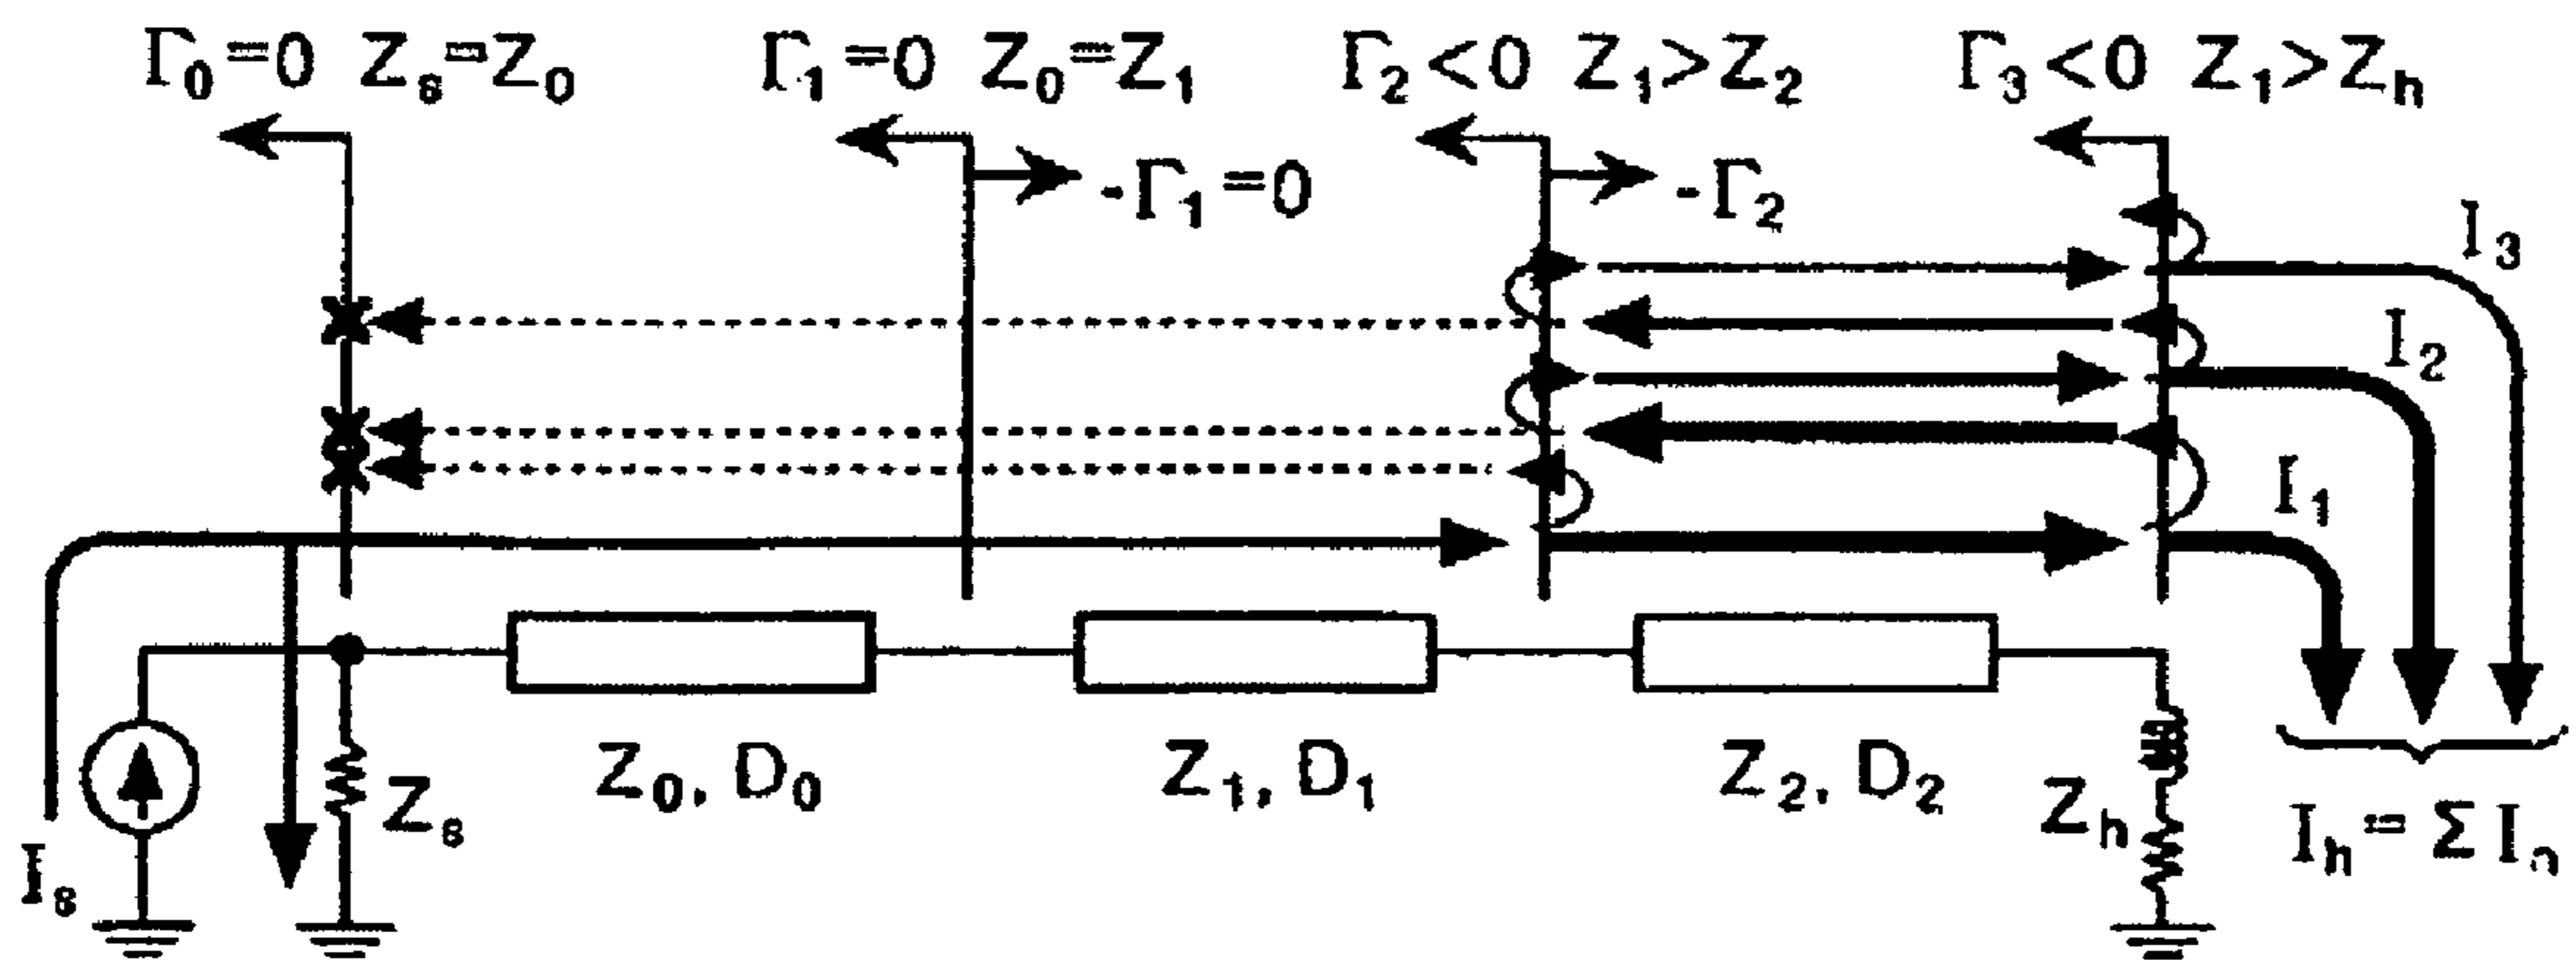 Γ₀=0 Zₛ=Z₀
Γ₁=0 Z₀=Z₁
Γ₂<0 Z₁>Z₂
Γ₃<0 Z₁>Zₕ
-Γ₁=0
-Γ₂
I₃
I₂
I₁
Iₛ
Zₛ
Z₀, D₀
Z₁, D₁
Z₂, D₂
Zₕ
Iₕ= Σ Iₙ